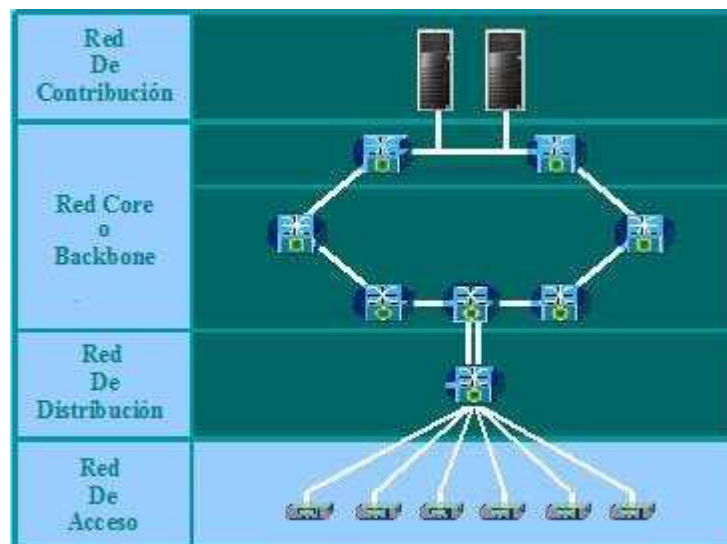 Red
De
Contribución
Red Core
o
Backbone
Red
De
Distribución
Red
De
Acceso